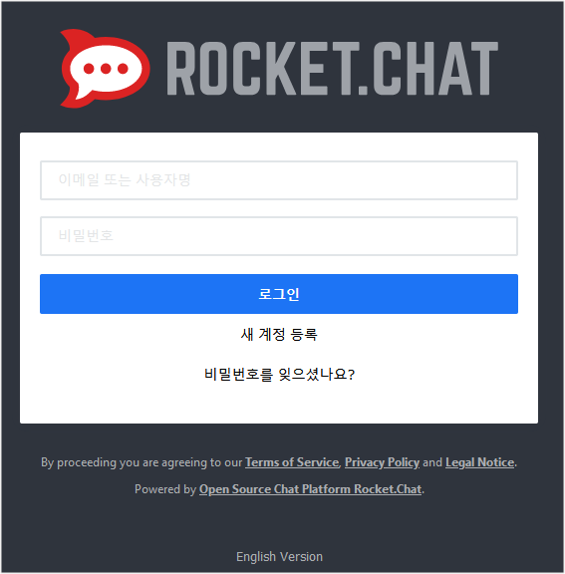 ROCKET.CHAT
이메일 또는 사용자명
비밀번호
로그인
새 계정 등록
비밀번호를 잊으셨나요?
By proceeding you are agreeing to our Terms of Service, Privacy Policy and Legal Notice.
Powered by Open Source Chat Platform Rocket.Chat.
English Version